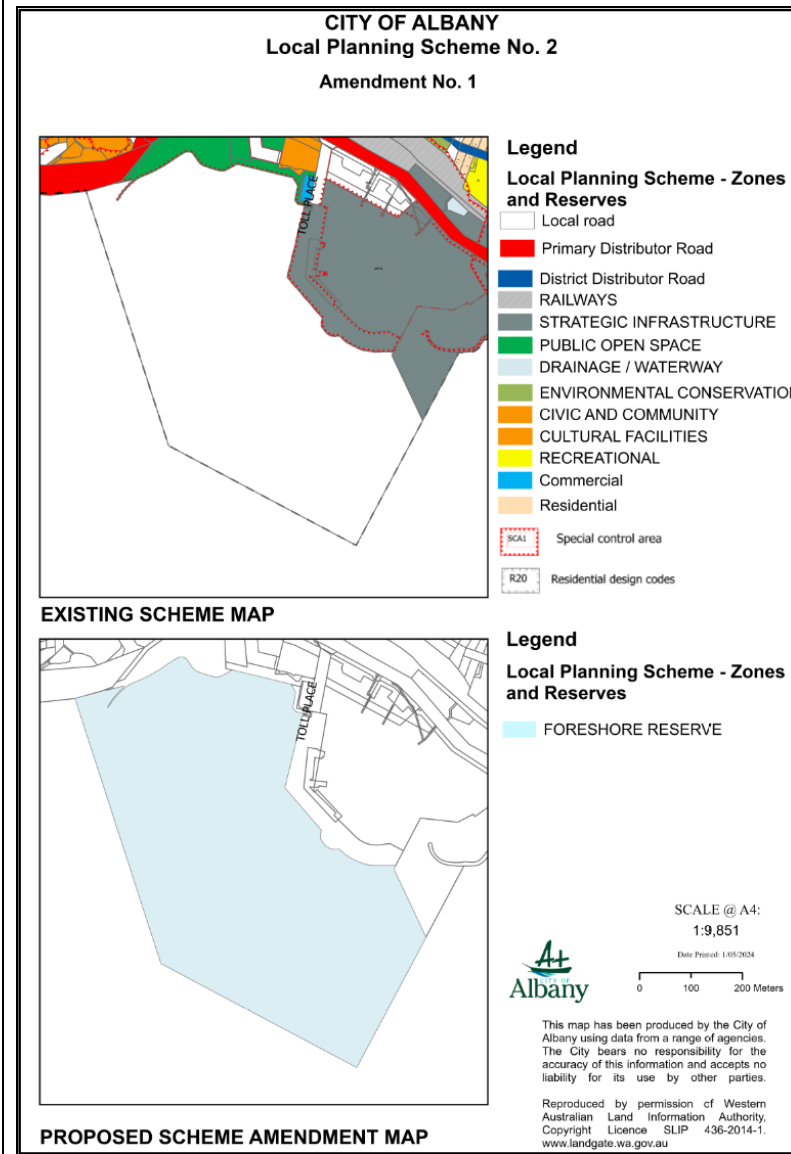 CITY OF ALBANY
Local Planning Scheme No. 2
Amendment No. 1
TOLL PLACE
Legend
Local Planning Scheme - Zones
and Reserves
Local road
Primary Distributor Road
District Distributor Road
RAILWAYS
STRATEGIC INFRASTRUCTURE
PUBLIC OPEN SPACE
DRAINAGE / WATERWAY
ENVIRONMENTAL CONSERVATION
CIVIC AND COMMUNITY
CULTURAL FACILITIES
RECREATIONAL
Commercial
Residential
SCA1 Special control area
R20 Residential design codes
EXISTING SCHEME MAP
TOLL PLACE
Legend
Local Planning Scheme - Zones
and Reserves
FORESHORE RESERVE
SCALE @ A4:
1:9,851
Date Printed: 1/05/2024
CITY OF
Albany
0 100 200 Meters
This map has been produced by the City of
Albany using data from a range of agencies.
The City bears no responsibility for the
accuracy of this information and accepts no
liability for its use by other parties.
Reproduced by permission of Western
Australian Land Information Authority,
Copyright Licence SLIP 436-2014-1.
www.landgate.wa.gov.au
PROPOSED SCHEME AMENDMENT MAP